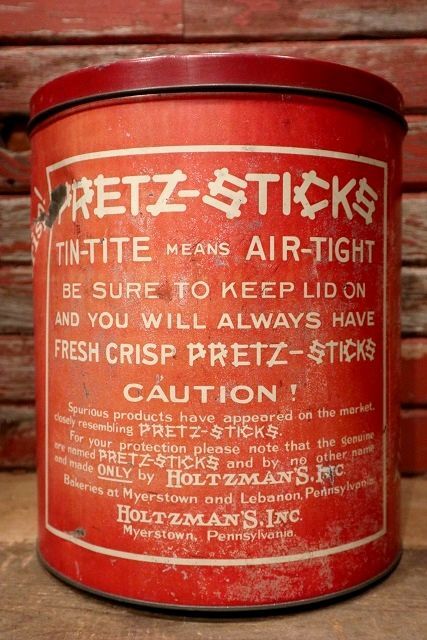 PRETZ-STICKS
TIN-TITE MEANS AIR-TIGHT
BE SURE TO KEEP LID ON
AND YOU WILL ALWAYS HAVE
FRESH CRISP PRETZ-STICKS
CAUTION!
Spurious products have appeared on the market.
closely resembling PRETZ-STICKS.
For your protection please note that the genuine
are named PRETZ-STICKS and by no other name
and made ONLY by HOLTZMAN'S, INC.
Bakeries at Myerstown and Lebanon, Pennsylvania.
HOLTZMAN'S, INC.
Myerstown, Pennsylvania.